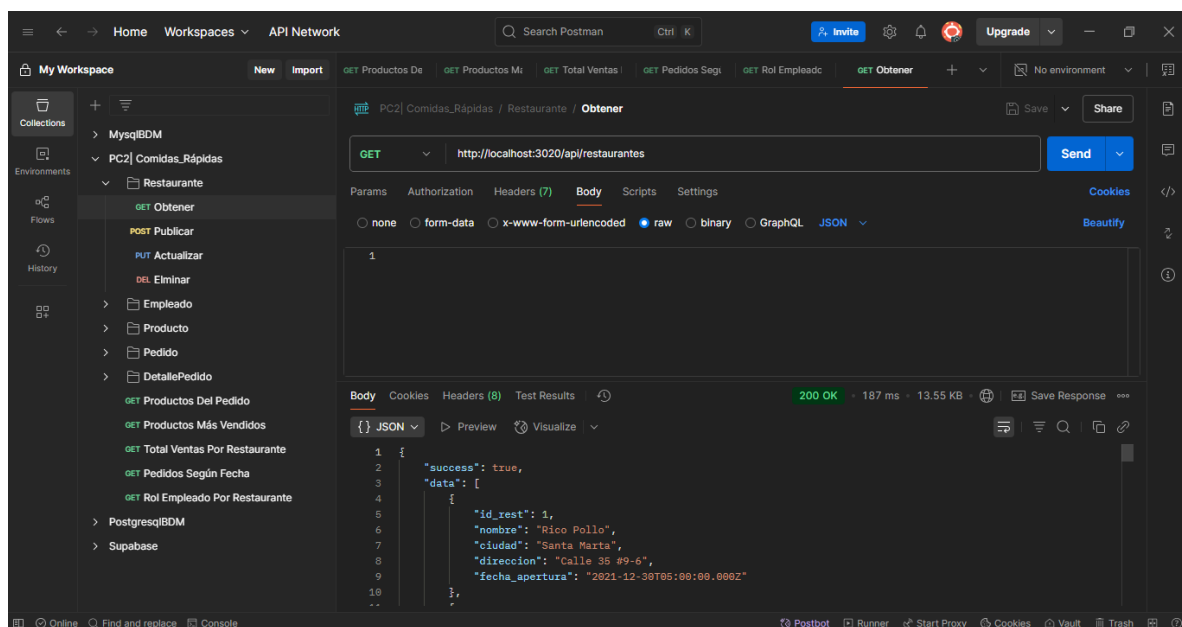 Home Workspaces API Network Search Postman Ctrl K Invite Upgrade
My Workspace New Import GET Productos De GET Productos Má GET Total Ventas GET Pedidos Segu GET Rol Empleado GET Obtener No environment
Collections
Environments
Flows
History
MysqlBDM
PC2| Comidas_Rápidas
Restaurante
GET Obtener
POST Publicar
PUT Actualizar
DEL Elminar
Empleado
Producto
Pedido
DetallePedido
GET Productos Del Pedido
GET Productos Más Vendidos
GET Total Ventas Por Restaurante
GET Pedidos Según Fecha
GET Rol Empleado Por Restaurante
PostgresqlBDM
Supabase
HTTP PC2| Comidas_Rápidas / Restaurante / Obtener Save Share
GET http://localhost:3020/api/restaurantes Send
Params Authorization Headers (7) Body Scripts Settings Cookies
none form-data x-www-form-urlencoded raw binary GraphQL JSON Beautify
1
Body Cookies Headers (8) Test Results 200 OK 187 ms 13.55 KB Save Response
{} JSON Preview Visualize
1 {
2 "success": true,
3 "data": [
4 {
5 "id_rest": 1,
6 "nombre": "Rico Pollo",
7 "ciudad": "Santa Marta",
8 "direccion": "Calle 35 #9-6",
9 "fecha_apertura": "2021-12-30T05:00:00.000Z"
10 },
Online Find and replace Console Postbot Runner Start Proxy Cookies Vault Trash